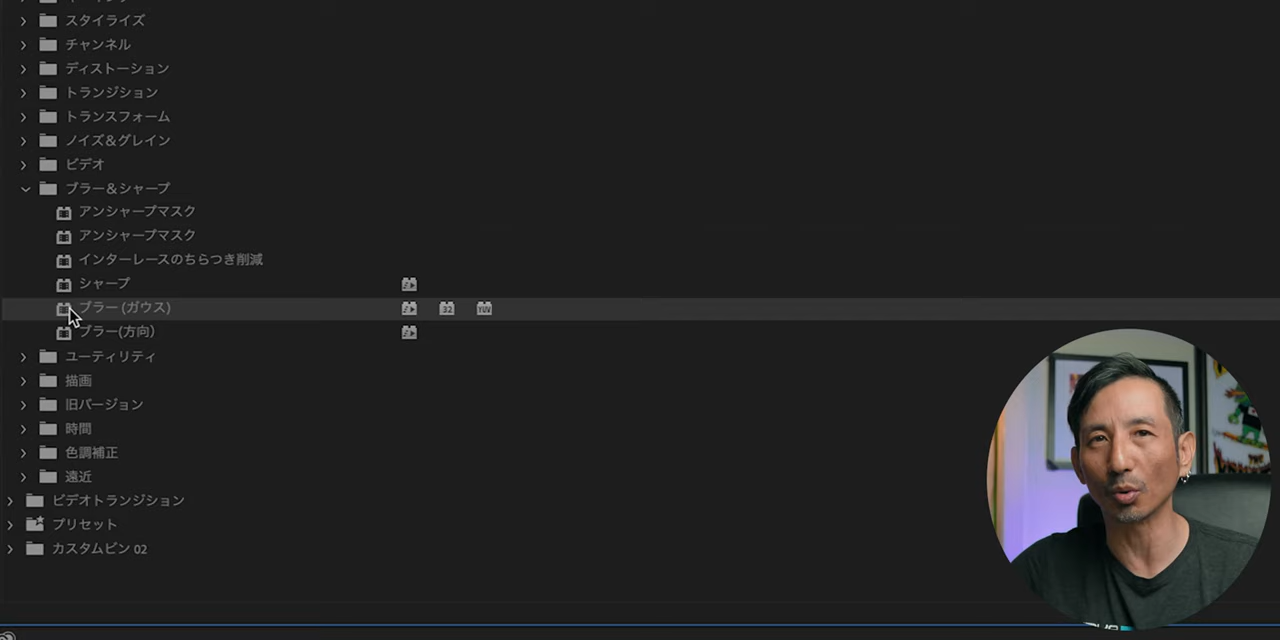 スタイライズ
チャンネル
ディストーション
トランジション
トランスフォーム
ノイズ＆グレイン
ビデオ
ブラー＆シャープ
アンシャープマスク
アンシャープマスク
インターレースのちらつき削減
シャープ
ブラー (ガウス)
32 YUV
ブラー(方向)
ユーティリティ
描画
旧バージョン
時間
色調補正
遠近
ビデオトランジション
プリセット
カスタムビン 02